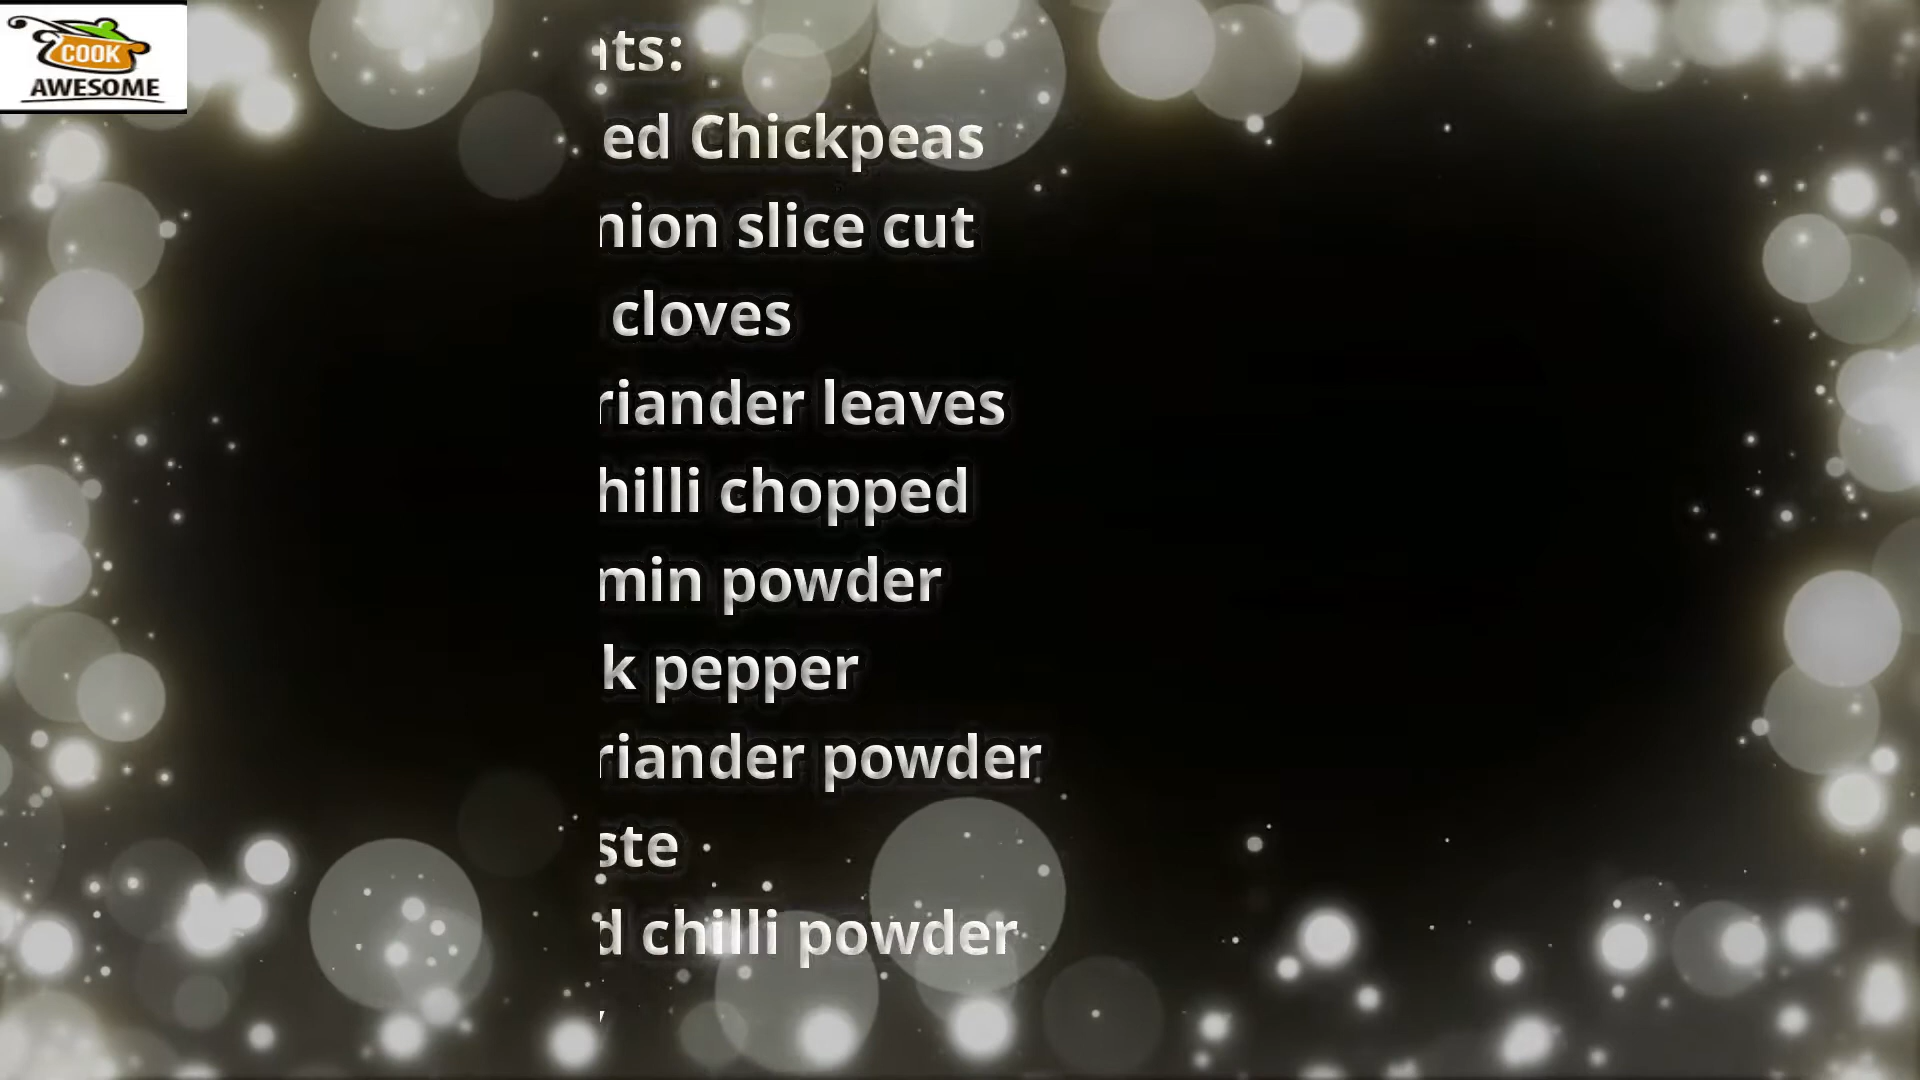 COOK
AWESOME
ts:
ed Chickpeas
nion slice cut
cloves
riander leaves
hilli chopped
min powder
k pepper
riander powder
ste
d chilli powder